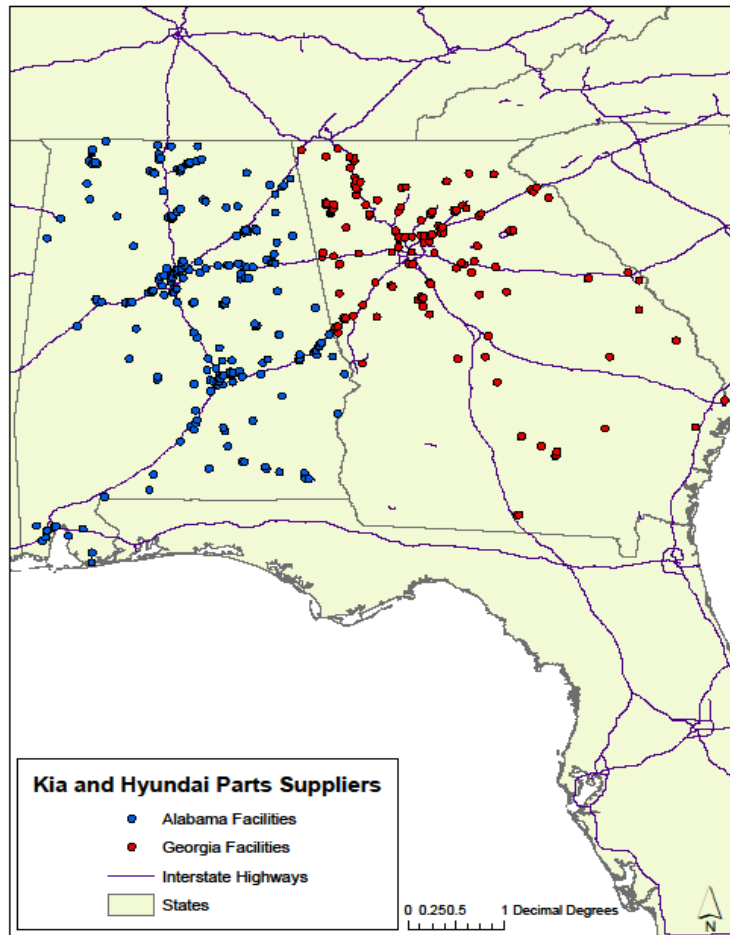 Kia and Hyundai Parts Suppliers
Alabama Facilities
Georgia Facilities
Interstate Highways
States
0 0.250.5 1 Decimal Degrees
N